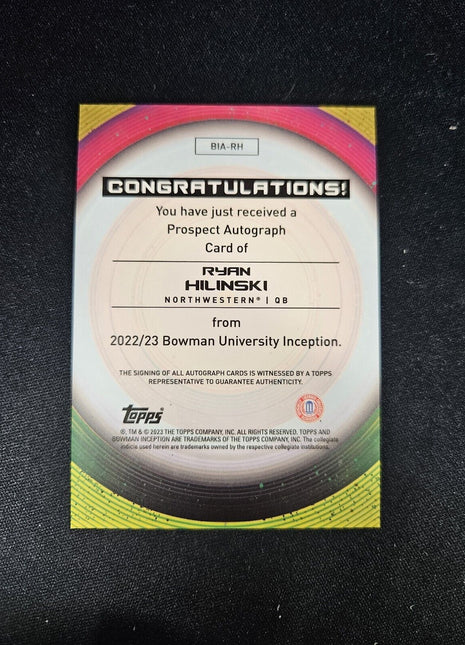 BIA-RH
CONGRATULATIONS!
You have just received a
Prospect Autograph
Card of
RYAN
HILINSKI
NORTHWESTERN® | QB
from
2022/23 Bowman University Inception.
THE SIGNING OF ALL AUTOGRAPH CARDS IS WITNESSED BY A TOPPS
REPRESENTATIVE TO GUARANTEE AUTHENTICITY.
TOPPS®
®, TM & © 2023 THE TOPPS COMPANY, INC. ALL RIGHTS RESERVED. TOPPS AND
BOWMAN INCEPTION ARE TRADEMARKS OF THE TOPPS COMPANY, INC. The collegiate
indicia used herein are trademarks owned by the respective collegiate institutions.